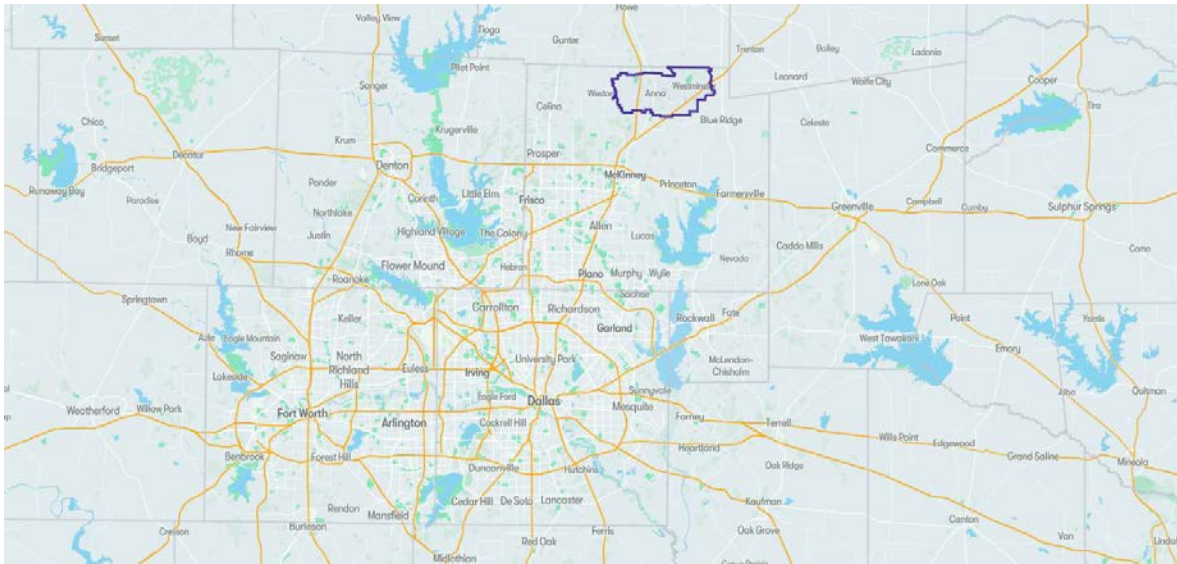 Howe
Valley View
Tioga
Gunter
Sunset
Trenton
Bailey
Ladonia
Pilot Point
Sanger
Leonard
Wolfe City
Cooper
Anna
Celina
Tira
Chico
Krugerville
Blue Ridge
Celeste
Krum
Commerce
Decatur
Prosper
Bridgeport
Denton
McKinney
Ponder
Princeton
Runaway Bay
Little Elm
Farmersville
Paradise
Corinth
Frisco
Campbell
Cumby
Greenville
Sulphur Springs
Northlake
New Fairview
Allen
Justin
Highland Village
The Colony
Lucas
Boyd
Caddo Mills
Como
Rhome
Flower Mound
Hebron
Nevada
Roanoke
Plano
Murphy
Wylie
Lone Oak
Sachse
Springtown
Carrollton
Richardson
Rockwall
Fate
Keller
Point
Yantis
Garland
Azle
Eagle Mountain
West Tawakoni
Emory
Saginaw
North
Richland
Hills
University Park
McLendon-
Chisholm
Euless
Irving
Lakeside
Sunnyvale
Alba
Quitman
Eagle Ford
Dallas
Weatherford
Willow Park
Fort Worth
Mesquite
Arlington
Cockrell Hill
Forney
Terrell
Wills Point
Edgewood
Heartland
Benbrook
Forest Hill
Grand Saline
Mineola
Duncanville
Hutchins
Oak Ridge
Cedar Hill
De Soto
Lancaster
Kaufman
Rendon
Mansfield
Canton
Burleson
Cresson
Ferris
Oak Grove
Van
Red Oak
Lindal
Midlothian